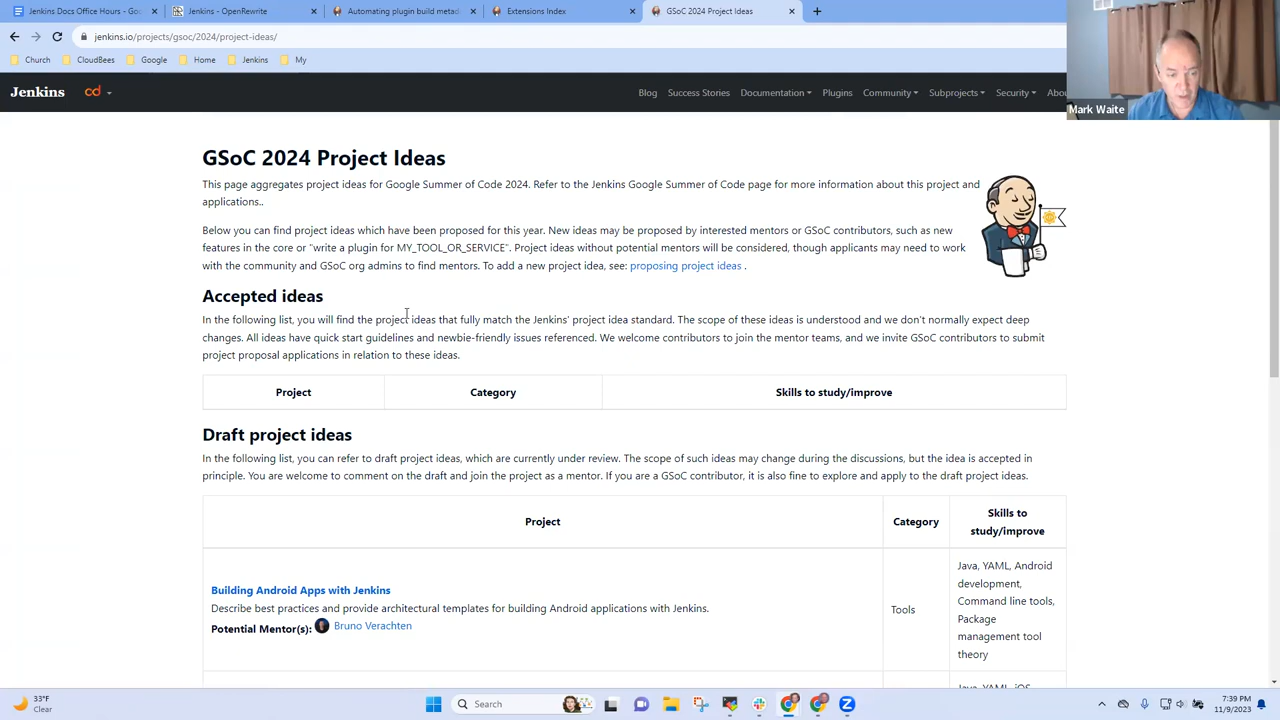 Jenkins Docs Office Hours - Goo
Jenkins - OpenRewrite
Automating plugin build metad
Extensions Index
GSoC 2024 Project Ideas
jenkins.io/projects/gsoc/2024/project-ideas/
Church
CloudBees
Google
Home
Jenkins
My
Mark Waite
Jenkins
cd
Blog
Success Stories
Documentation
Plugins
Community
Subprojects
Security
Abou
GSoC 2024 Project Ideas
This page aggregates project ideas for Google Summer of Code 2024. Refer to the Jenkins Google Summer of Code page for more information about this project and
applications..
Below you can find project ideas which have been proposed for this year. New ideas may be proposed by interested mentors or GSoC contributors, such as new
features in the core or "write a plugin for MY_TOOL_OR_SERVICE". Project ideas without potential mentors will be considered, though applicants may need to work
with the community and GSoC org admins to find mentors. To add a new project idea, see: proposing project ideas .
Accepted ideas
In the following list, you will find the project ideas that fully match the Jenkins' project idea standard. The scope of these ideas is understood and we don't normally expect deep
changes. All ideas have quick start guidelines and newbie-friendly issues referenced. We welcome contributors to join the mentor teams, and we invite GSoC contributors to submit
project proposal applications in relation to these ideas.
Project
Category
Skills to study/improve
Draft project ideas
In the following list, you can refer to draft project ideas, which are currently under review. The scope of such ideas may change during the discussions, but the idea is accepted in
principle. You are welcome to comment on the draft and join the project as a mentor. If you are a GSoC contributor, it is also fine to explore and apply to the draft project ideas.
Project
Category
Skills to
study/improve
Building Android Apps with Jenkins
Describe best practices and provide architectural templates for building Android applications with Jenkins.
Potential Mentor(s): Bruno Verachten
Tools
Java, YAML, Android
development,
Command line tools,
Package
management tool
theory
Java, YAML, iOS
33°F
Clear
Search
7:39 PM
11/9/2023